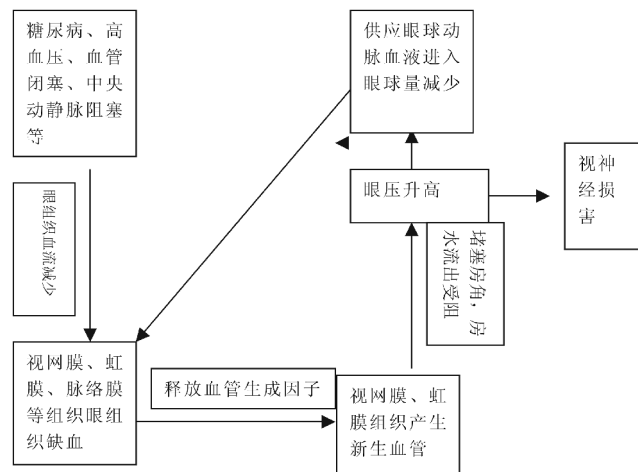 糖尿病、高
血压、血管
闭塞、中央
动静脉阻塞
等
供应眼球动
脉血液进入
眼球量减少
视神
经损
害
眼压升高
眼组织血流减少
堵塞房角，房
水流出受阻
视网膜、虹
膜、脉络膜
等组织眼组
织缺血
释放血管生成因子
视网膜、虹
膜组织产生
新生血管